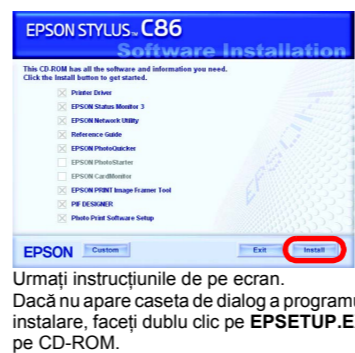 EPSON STYLUS™ C86
Software Installation
This CD-ROM has all the software and information you need.
Click the Install button to get started.
Printer Driver
EPSON Status Monitor 3
EPSON Network Utility
Reference Guide
EPSON PhotoQuicker
EPSON PhotoStarter
EPSON CardMonitor
EPSON PRINT Image Framer Tool
PIF DESIGNER
Photo Print Software Setup
EPSON Custom Exit Install
Urmați instrucțiunile de pe ecran.
Dacă nu apare caseta de dialog a
instalare, faceți dublu clic pe
pe CD-ROM.